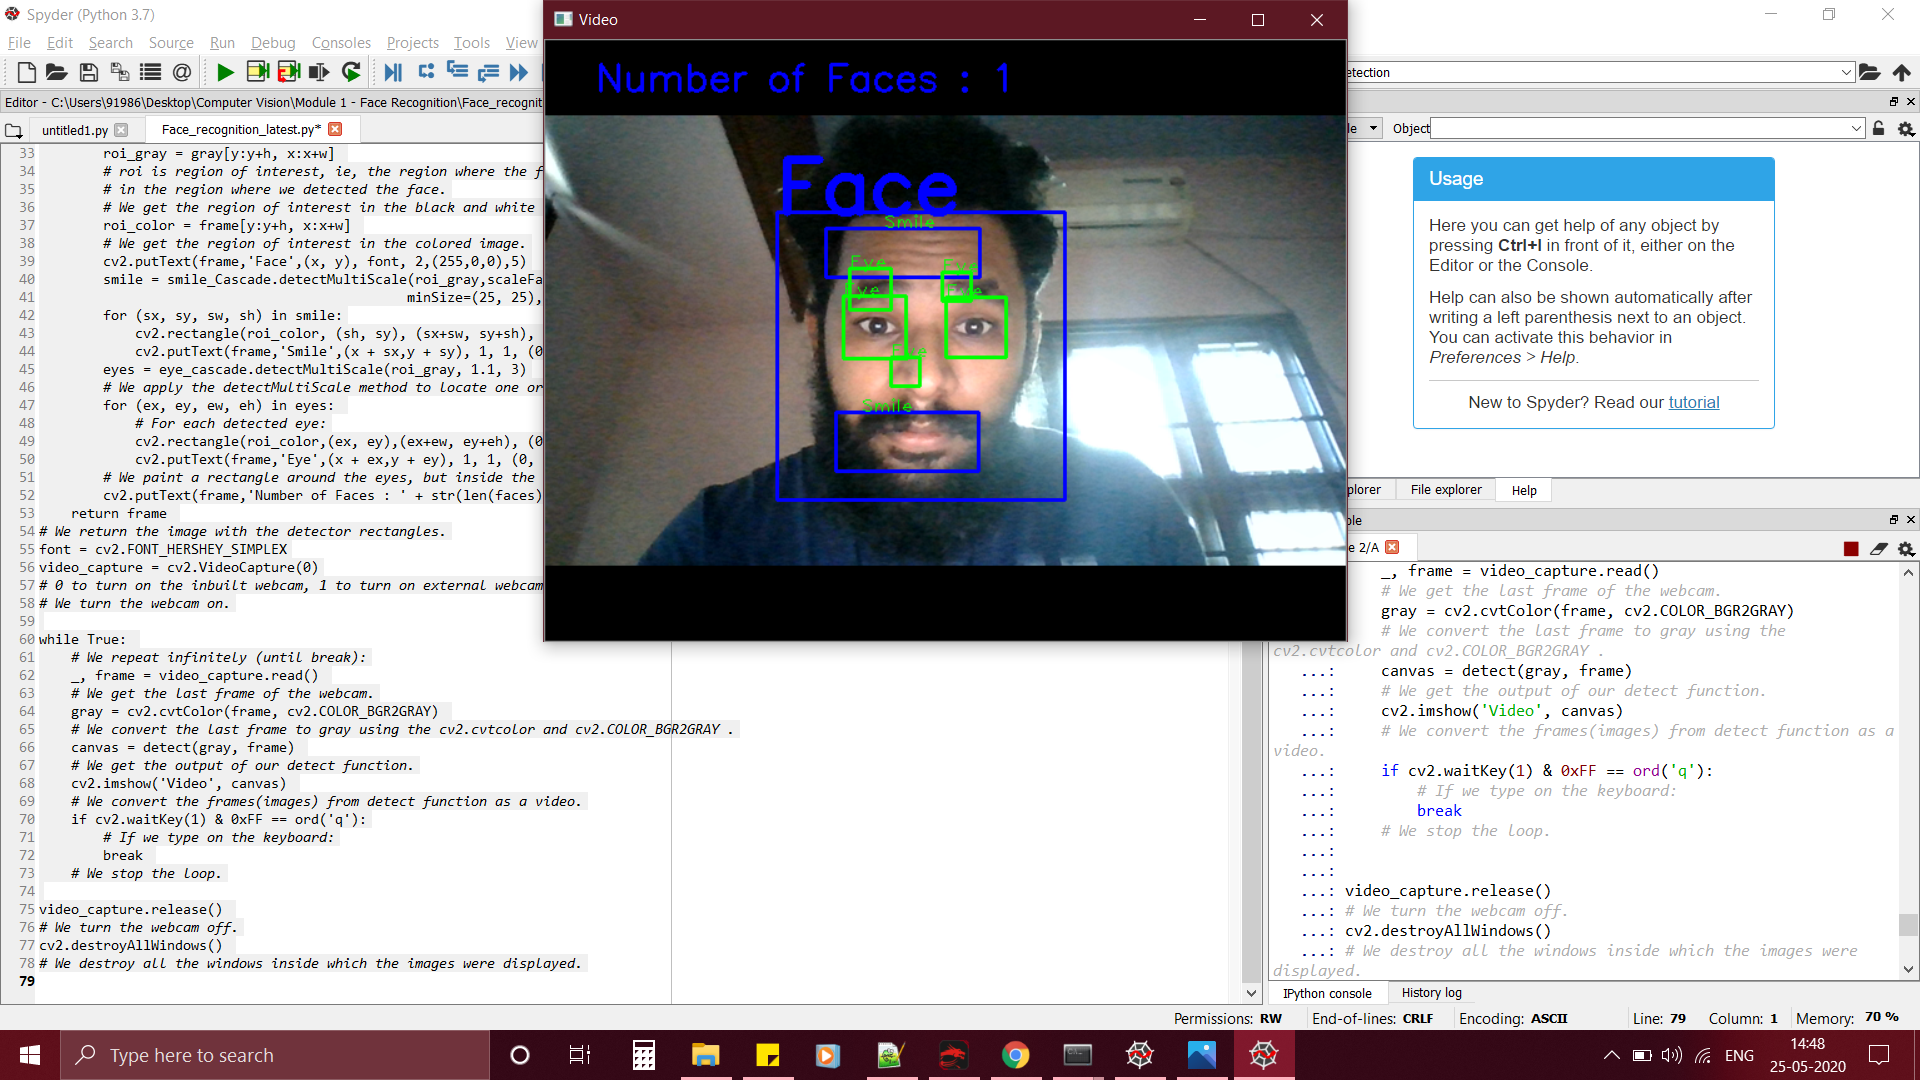 Spyder (Python 3.7)
File Edit Search Source Run Debug Consoles Projects Tools View
Editor - C:\Users\91986\Desktop\Computer Vision\Module 1 - Face Recognition\Face_recognit
untitled1.py
Face_recognition_latest.py*
33 roi_gray = gray[y:y+h, x:x+w]
34 # roi is region of interest, ie, the region where the f
35 # in the region where we detected the face.
36 # We get the region of interest in the black and white
37 roi_color = frame[y:y+h, x:x+w]
38 # We get the region of interest in the colored image.
39 cv2.putText(frame,'Face',(x, y), font, 2,(255,0,0),5)
40 smile = smile_Cascade.detectMultiScale(roi_gray,scaleFa
41 minSize=(25, 25),
42 for (sx, sy, sw, sh) in smile:
43 cv2.rectangle(roi_color, (sh, sy), (sx+sw, sy+sh),
44 cv2.putText(frame,'Smile',(x + sx,y + sy), 1, 1, (0
45 eyes = eye_cascade.detectMultiScale(roi_gray, 1.1, 3)
46 # We apply the detectMultiScale method to locate one or
47 for (ex, ey, ew, eh) in eyes:
48 # For each detected eye:
49 cv2.rectangle(roi_color,(ex, ey),(ex+ew, ey+eh), (0
50 cv2.putText(frame,'Eye',(x + ex,y + ey), 1, 1, (0,
51 # We paint a rectangle around the eyes, but inside the
52 cv2.putText(frame,'Number of Faces : ' + str(len(faces)
53 return frame
54 # We return the image with the detector rectangles.
55 font = cv2.FONT_HERSHEY_SIMPLEX
56 video_capture = cv2.VideoCapture(0)
57 # 0 to turn on the inbuilt webcam, 1 to turn on external webcam
58 # We turn the webcam on.
59
60 while True:
61 # We repeat infinitely (until break):
62 _, frame = video_capture.read()
63 # We get the last frame of the webcam.
64 gray = cv2.cvtColor(frame, cv2.COLOR_BGR2GRAY)
65 # We convert the last frame to gray using the cv2.cvtcolor and cv2.COLOR_BGR2GRAY .
66 canvas = detect(gray, frame)
67 # We get the output of our detect function.
68 cv2.imshow('Video', canvas)
69 # We convert the frames(images) from detect function as a video.
70 if cv2.waitKey(1) & 0xFF == ord('q'):
71 # If we type on the keyboard:
72 break
73 # We stop the loop.
74
75 video_capture.release()
76 # We turn the webcam off.
77 cv2.destroyAllWindows()
78 # We destroy all the windows inside which the images were displayed.
79
Video
Number of Faces : 1
Face
Smile
Eye Eye
Eye Eye
Eye
Smile
etection
le Object
Usage
Here you can get help of any object by
pressing Ctrl+I in front of it, either on the
Editor or the Console.
Help can also be shown automatically after
writing a left parenthesis next to an object.
You can activate this behavior in
Preferences > Help.
New to Spyder? Read our tutorial
plorer File explorer Help
ole
e 2/A
_, frame = video_capture.read()
# We get the last frame of the webcam.
gray = cv2.cvtColor(frame, cv2.COLOR_BGR2GRAY)
# We convert the last frame to gray using the
cv2.cvtcolor and cv2.COLOR_BGR2GRAY .
...: canvas = detect(gray, frame)
...: # We get the output of our detect function.
...: cv2.imshow('Video', canvas)
...: # We convert the frames(images) from detect function as a
video.
...: if cv2.waitKey(1) & 0xFF == ord('q'):
...: # If we type on the keyboard:
...: break
...: # We stop the loop.
...:
...:
...: video_capture.release()
...: # We turn the webcam off.
...: cv2.destroyAllWindows()
...: # We destroy all the windows inside which the images were
displayed.
IPython console History log
Permissions: RW End-of-lines: CRLF Encoding: ASCII Line: 79 Column: 1 Memory: 70 %
Type here to search
ENG
14:48
25-05-2020